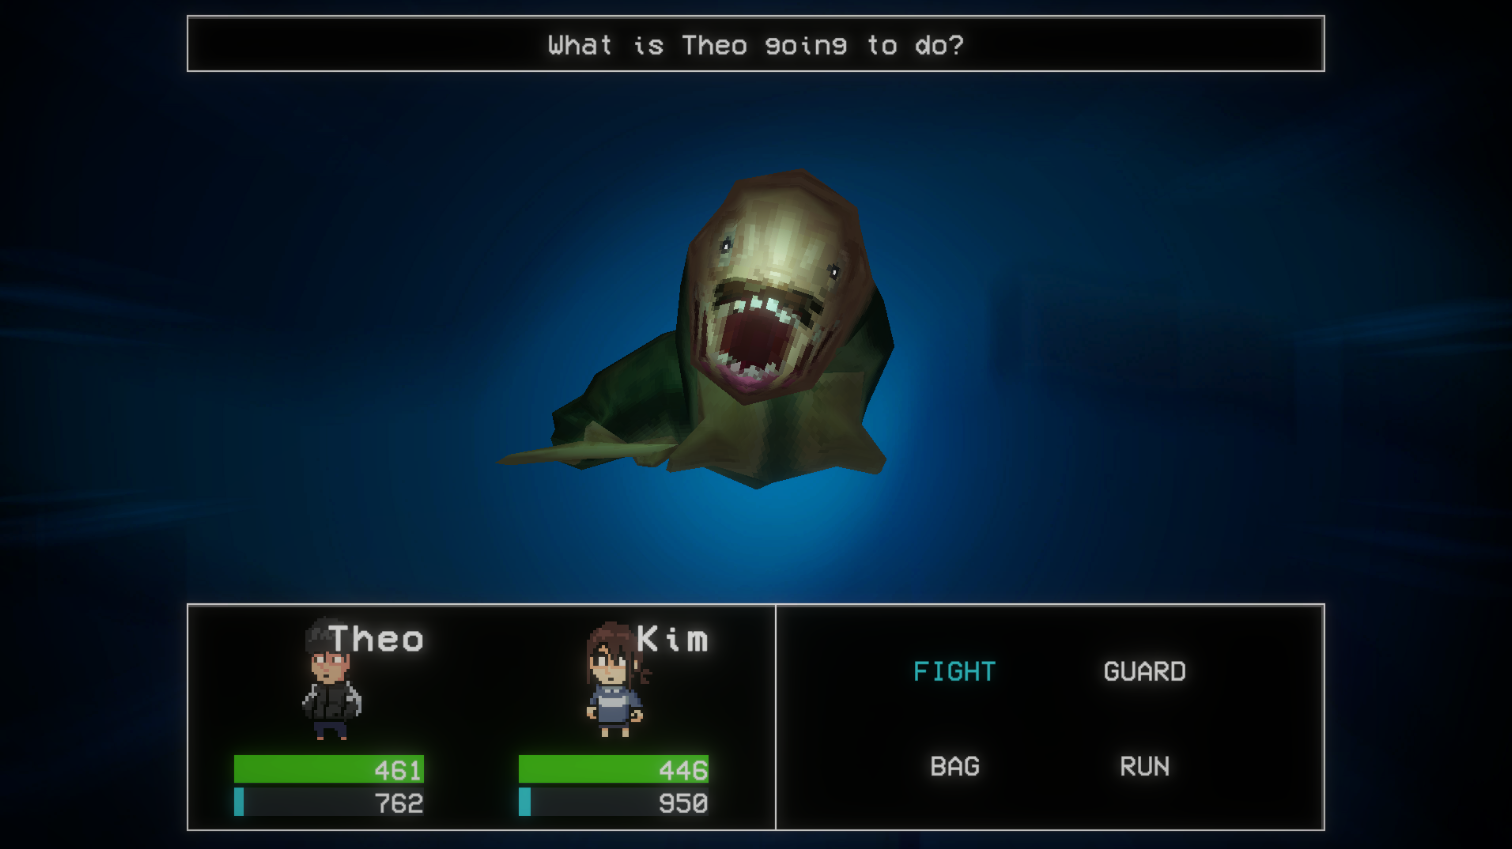 What is Theo going to do?
Theo
Kim
461
446
762
950
FIGHT
GUARD
BAG
RUN